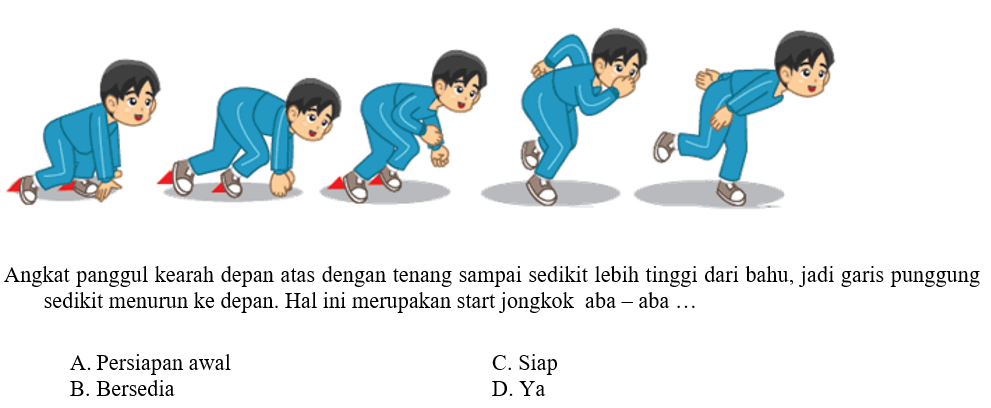 Angkat panggul kearah depan atas dengan tenang sampai sedikit lebih tinggi dari bahu, jadi garis punggung
sedikit menurun ke depan. Hal ini merupakan start jongkok  aba – aba …
A. Persiapan awal
B. Bersedia
C. Siap
D. Ya